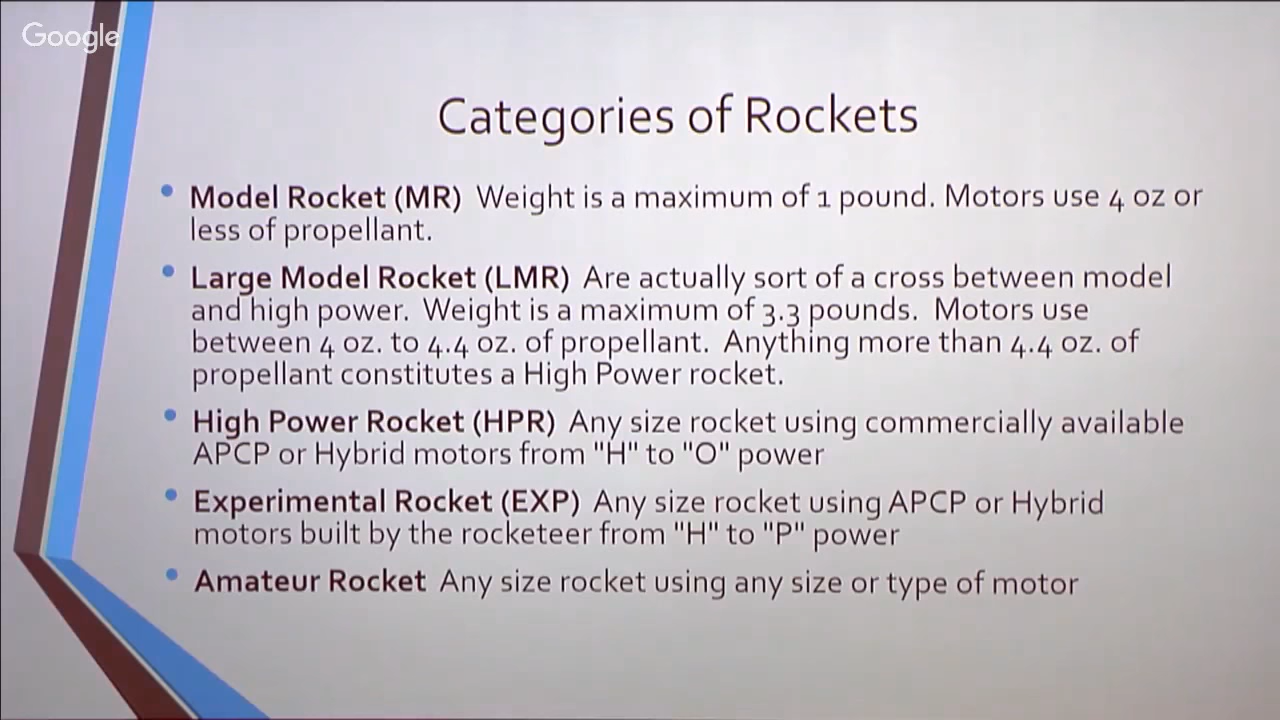 Google
Categories of Rockets
• Model Rocket (MR) Weight is a maximum of 1 pound. Motors use 4 oz or
less of propellant.
• Large Model Rocket (LMR) Are actually sort of a cross between model
and high power. Weight is a maximum of 3.3 pounds. Motors use
between 4 oz. to 4.4 oz. of propellant. Anything more than 4.4 oz. of
propellant constitutes a High Power rocket.
• High Power Rocket (HPR) Any size rocket using commercially available
APCP or Hybrid motors from "H" to "O" power
• Experimental Rocket (EXP) Any size rocket using APCP or Hybrid
motors built by the rocketeer from "H" to "P" power
• Amateur Rocket Any size rocket using any size or type of motor